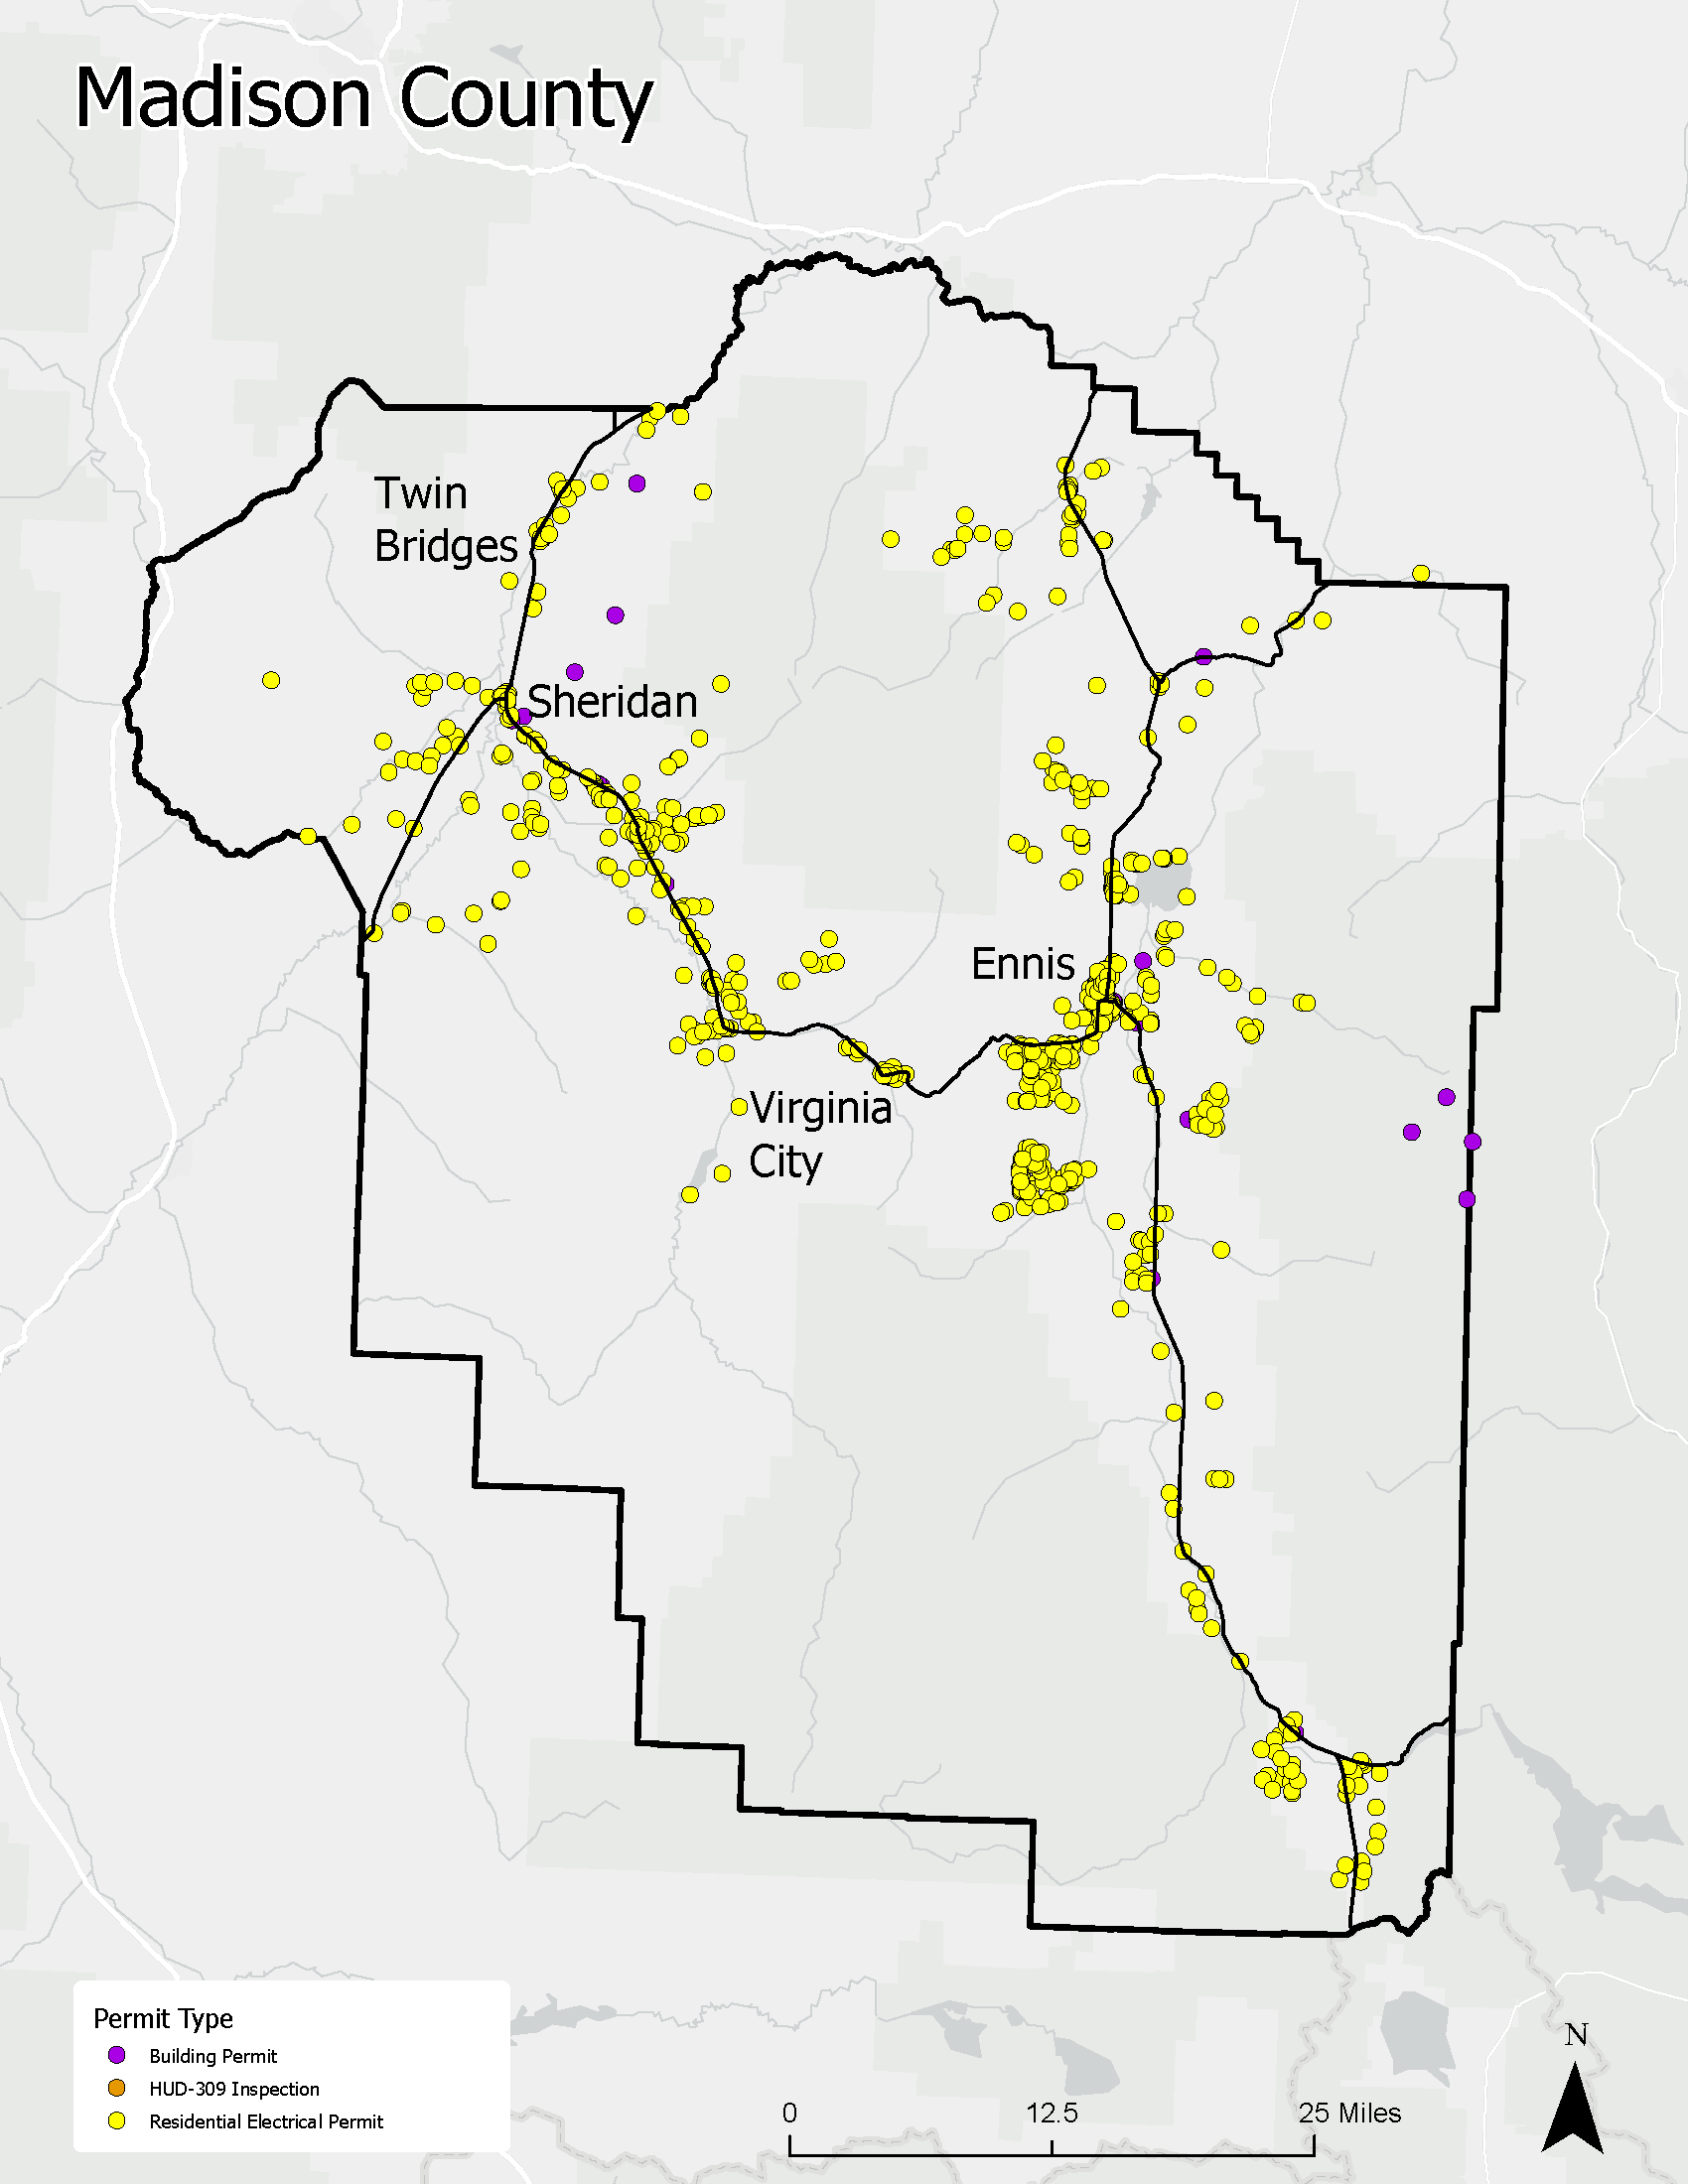 Madison County
Twin
Bridges
Sheridan
Ennis
Virginia
City
Permit Type
Building Permit
HUD-309 Inspection
Residential Electrical Permit
0 12.5 25 Miles
N